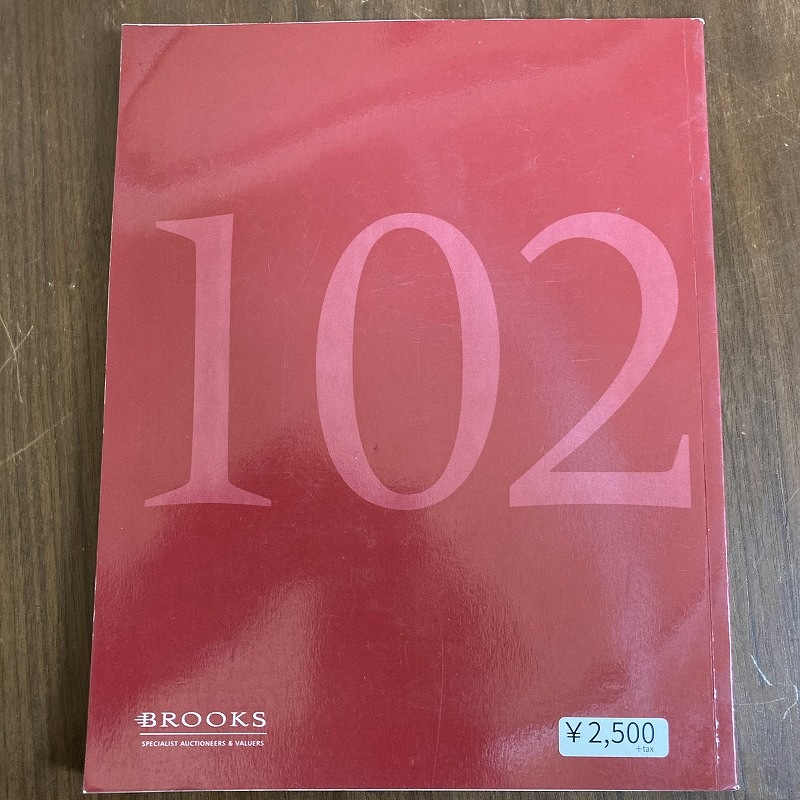 102
BROOKS
SPECIALIST AUCTIONEERS & VALUERS
¥2,500
+tax